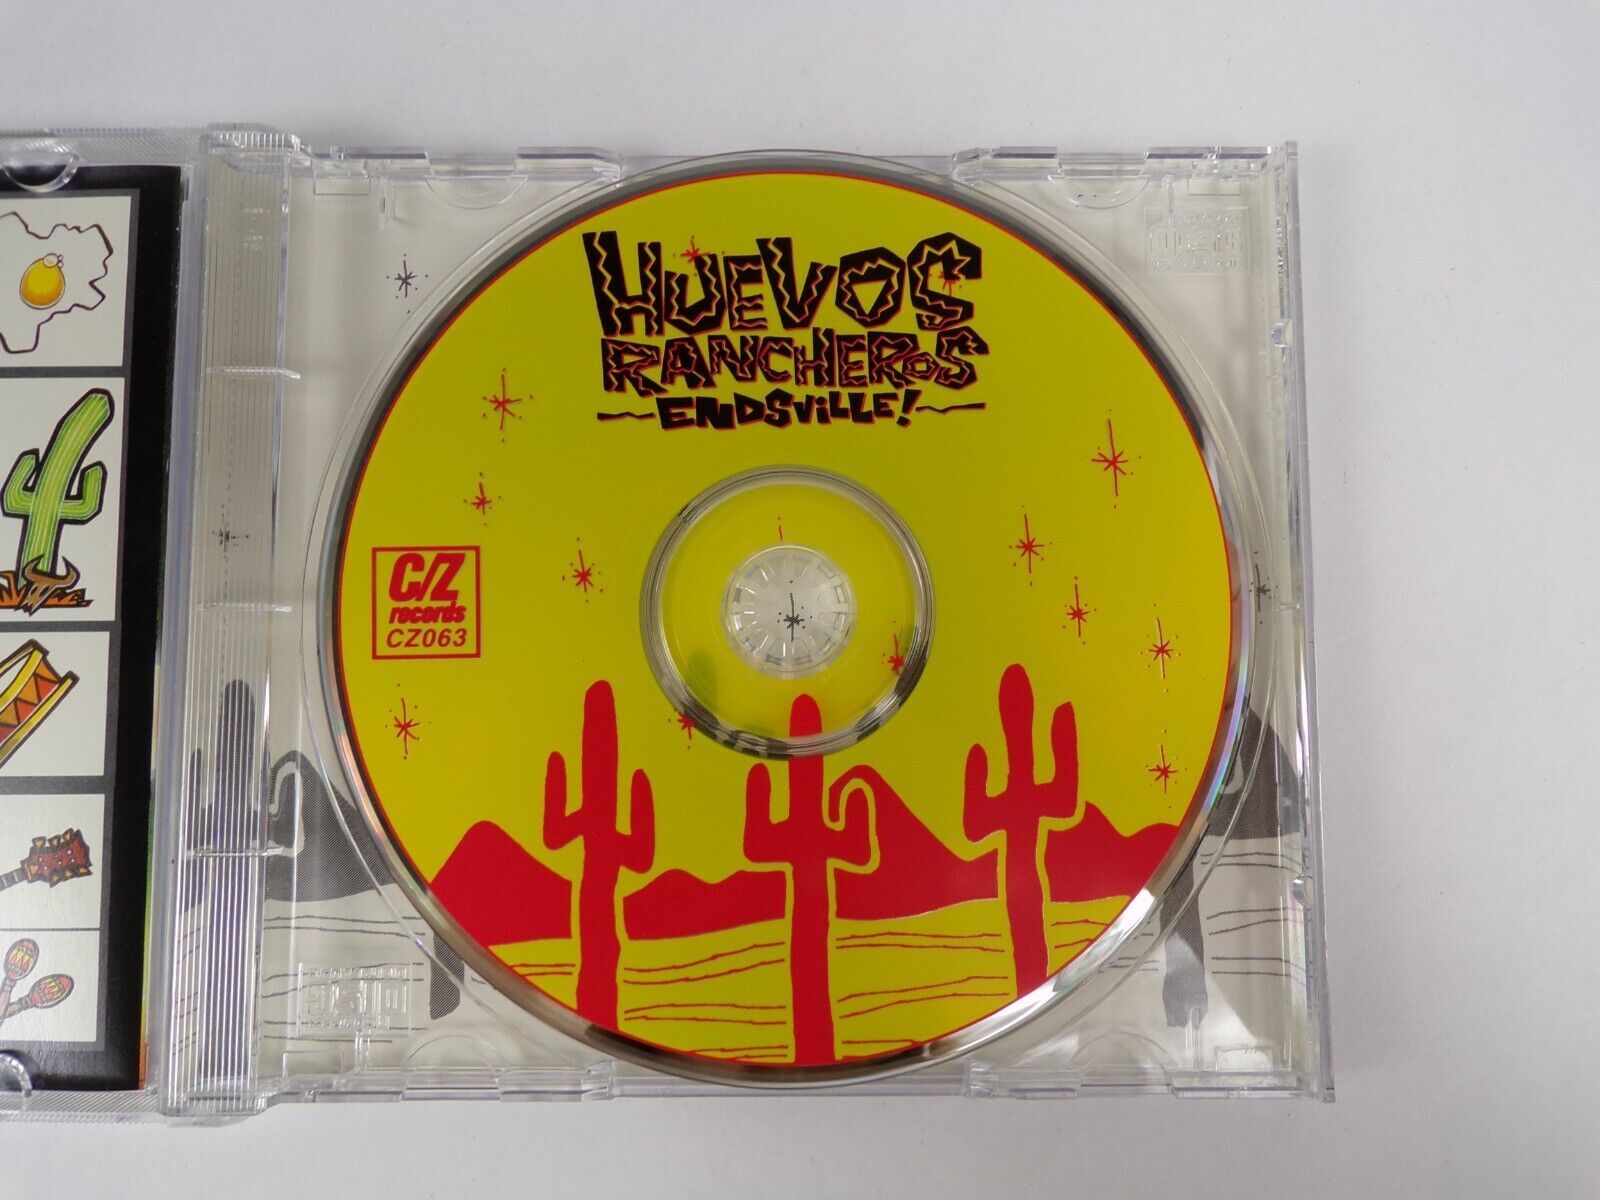 HUEVOS
RANCHEROS
ENDSVILLE!
C/Z
records
CZ063